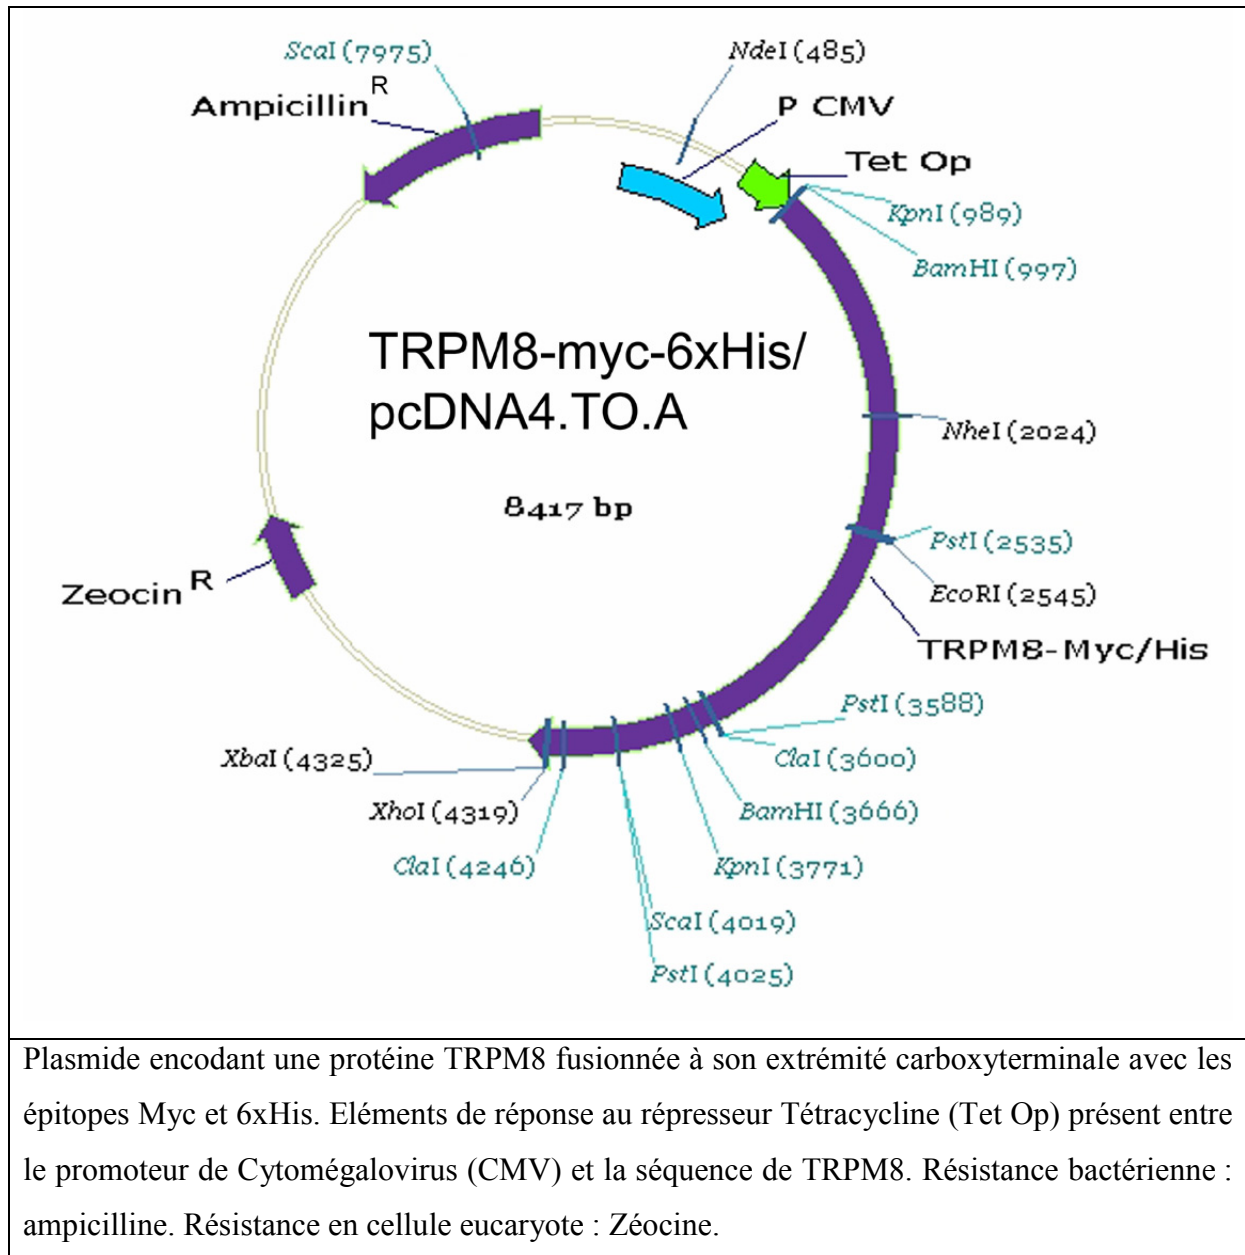 ScaI (7975)
NdeI (485)
Ampicillin R
P CMV
Tet Op
KpnI (989)
BamHI (997)
TRPM8-myc-6xHis/
pcDNA4.TO.A
8417 bp
NheI (2024)
PstI (2535)
EcoRI (2545)
TRPM8-Myc/His
Zeocin R
PstI (3588)
ClaI (3600)
XbaI (4325)
XhoI (4319)
BamHI (3666)
ClaI (4246)
KpnI (3771)
ScaI (4019)
PstI (4025)
Plasmide encodant une protéine TRPM8 fusionnée à son extrémité carboxyterminale avec les
épitopes Myc et 6xHis. Eléments de réponse au répresseur Tétracycline (Tet Op) présent entre
le promoteur de Cytomégalovirus (CMV) et la séquence de TRPM8. Résistance bactérienne :
ampicilline. Résistance en cellule eucaryote : Zéocine.